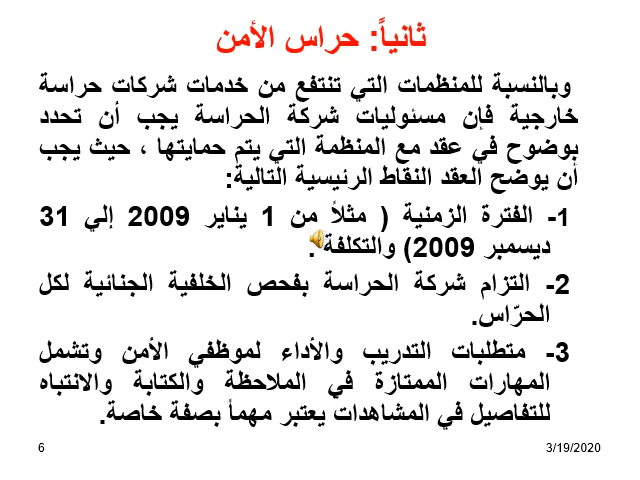 ثانياً: حراس الأمن
وبالنسبة للمنظمات التي تنتفع من خدمات شركات حراسة
خارجية فإن مسئوليات شركة الحراسة يجب أن تحدد
بوضوح في عقد مع المنظمة التي يتم حمايتها ، حيث يجب
أن يوضح العقد النقاط الرئيسية التالية:
1- الفترة الزمنية ( مثلاً من 1 يناير 2009 إلي 31
ديسمبر 2009) والتكلفة .
2- التزام شركة الحراسة بفحص الخلفية الجنائية لكل
الحرّاس.
3- متطلبات التدريب والأداء لموظفي الأمن وتشمل
المهارات الممتازة في الملاحظة والكتابة والانتباه
للتفاصيل في المشاهدات يعتبر مهماً بصفة خاصة.
6
3/19/2020